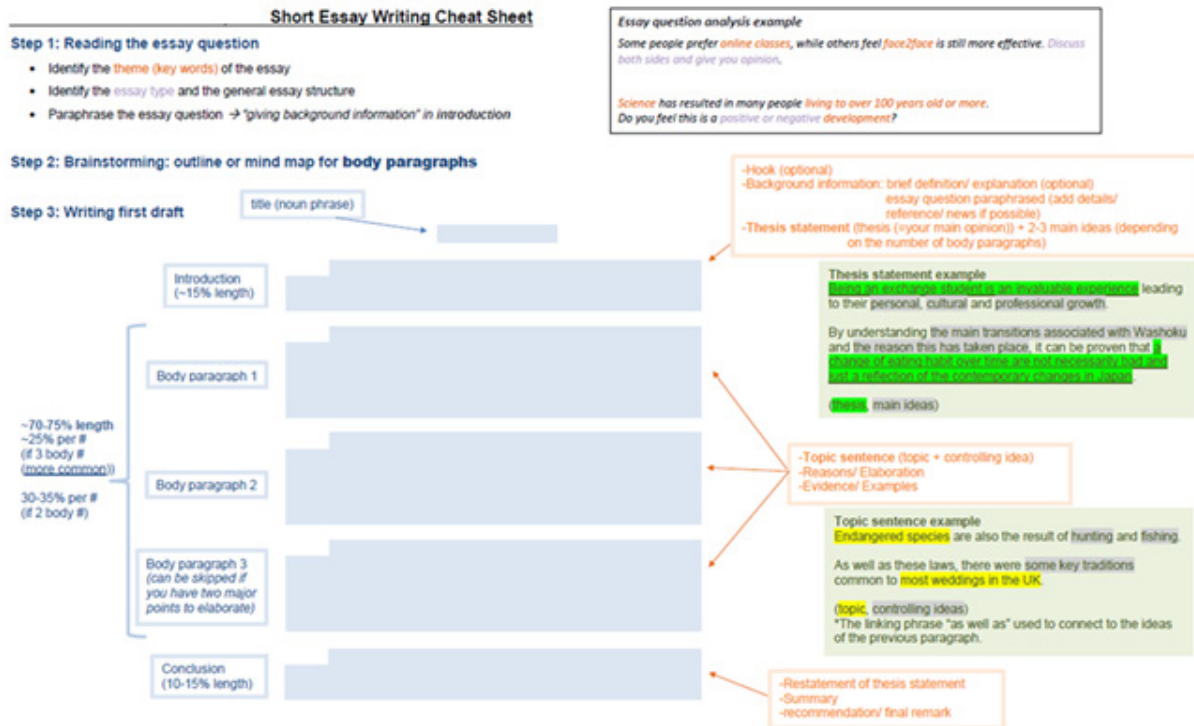 Short Essay Writing Cheat Sheet
Step 1: Reading the essay question
• Identify the theme (key words) of the essay
• Identify the essay type and the general essay structure
• Paraphrase the essay question → "giving background information" in introduction
Essay question analysis example
Some people prefer online classes, while others feel face2face is still more effective. Discuss
both sides and give you opinion.
Science has resulted in many people living to over 100 years old or more.
Do you feel this is a positive or negative development?
Step 2: Brainstorming: outline or mind map for body paragraphs
Step 3: Writing first draft
title (noun phrase)
-Hook (optional)
-Background information: brief definition/ explanation (optional)
essay question paraphrased (add details/
reference/ news if possible)
-Thesis statement (thesis (=your main opinion)) + 2-3 main ideas (depending
on the number of body paragraphs)
Introduction
(~15% length)
Thesis statement example
Being an exchange student is an invaluable experience leading
to their personal, cultural and professional growth.
By understanding the main transitions associated with Washoku
and the reason this has taken place, it can be proven that a
change of eating habit over time are not necessarily bad and
just a reflection of the contemporary changes in Japan.
(thesis, main ideas)
Body paragraph 1
~70-75% length
~25% per #
(if 3 body #
(more common))
30-35% per #
(if 2 body #)
Body paragraph 2
-Topic sentence (topic + controlling idea)
-Reasons/ Elaboration
-Evidence/ Examples
Topic sentence example
Endangered species are also the result of hunting and fishing.
As well as these laws, there were some key traditions
common to most weddings in the UK.
(topic, controlling ideas)
*The linking phrase "as well as" used to connect to the ideas
of the previous paragraph.
Body paragraph 3
(can be skipped if
you have two major
points to elaborate)
Conclusion
(10-15% length)
-Restatement of thesis statement
-Summary
-recommendation/ final remark